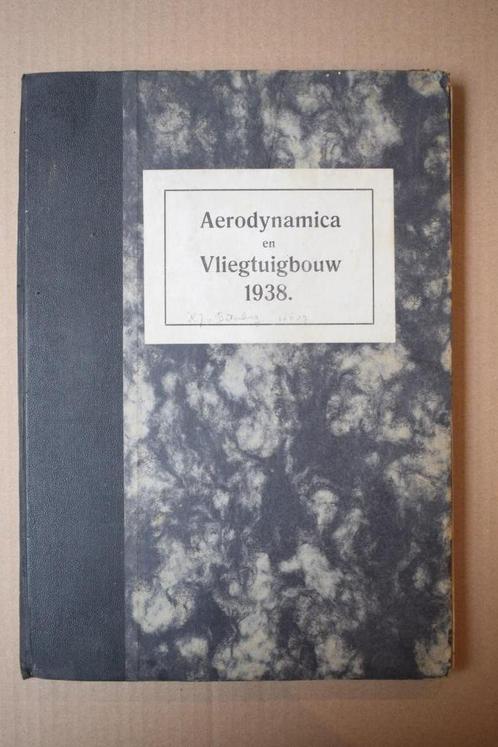 Aerodynamica
en
Vliegtuigbouw
1938.